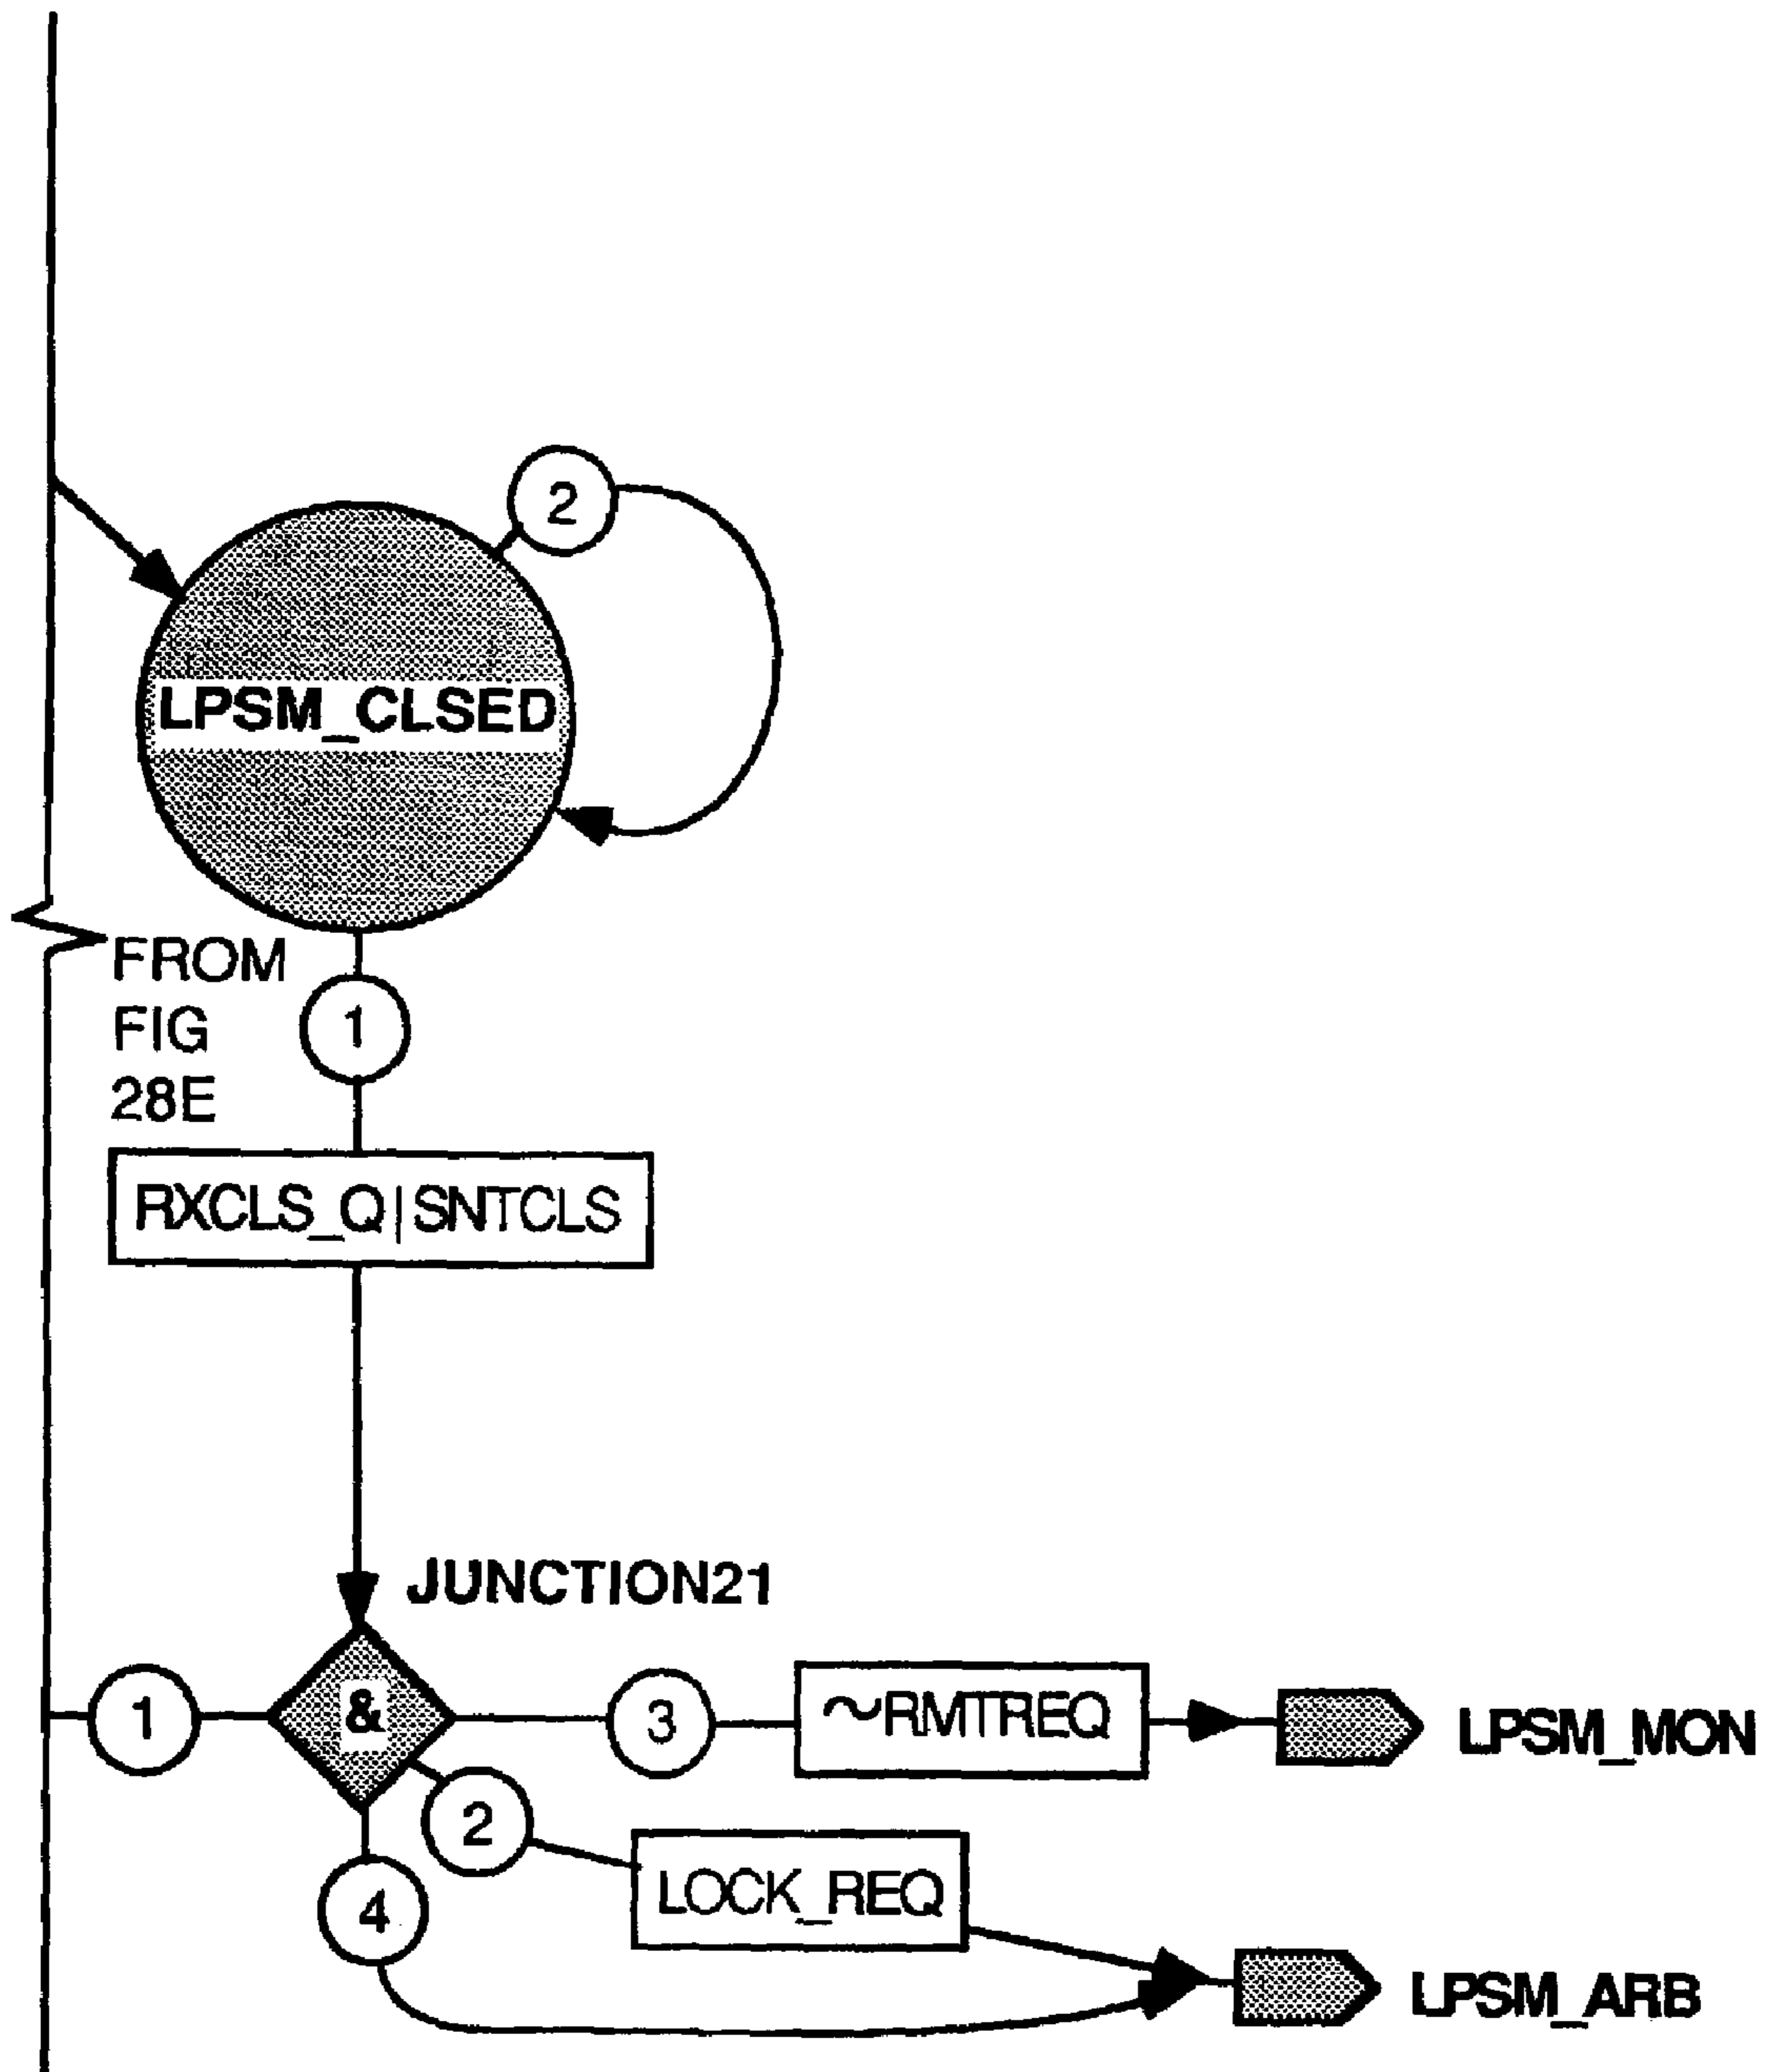 2
LPSM_CLSED
FROM
FIG
28E
1
RXCLS_Q|SNTCLS
JUNCTION21
1
&
3
~RMTREQ
LPSM_MON
2
LOCK_REQ
4
LPSM_ARB